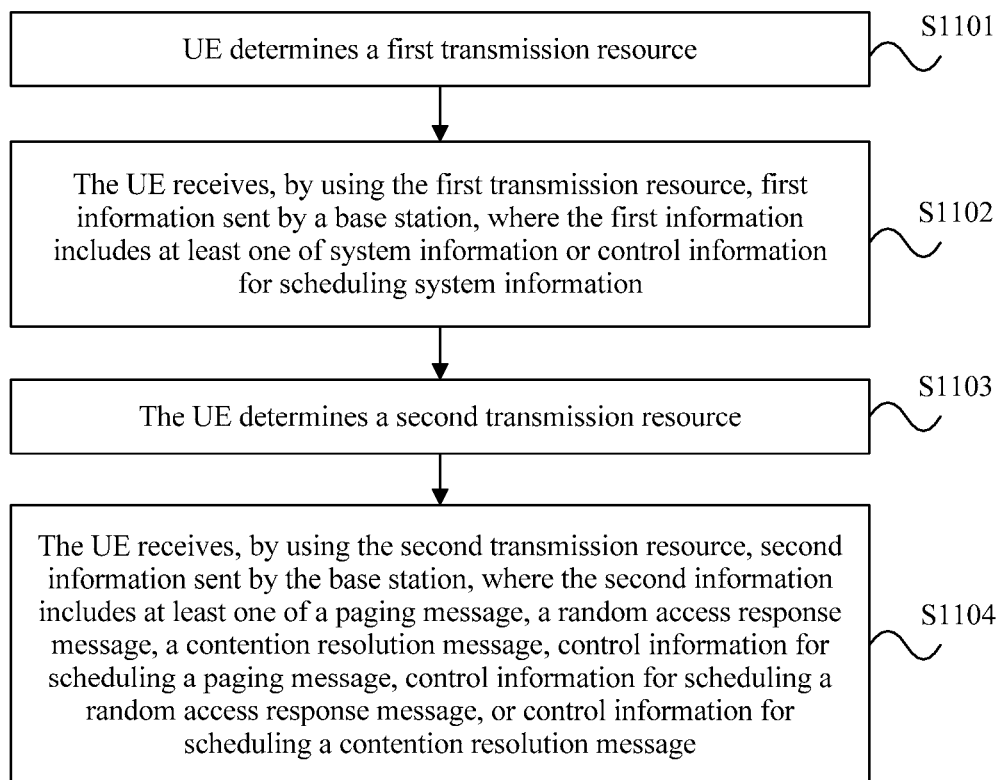 UE determines a first transmission resource
S1101
The UE receives, by using the first transmission resource, first
information sent by a base station, where the first information
includes at least one of system information or control information
for scheduling system information
S1102
The UE determines a second transmission resource
S1103
The UE receives, by using the second transmission resource, second
information sent by the base station, where the second information
includes at least one of a paging message, a random access response
message, a contention resolution message, control information for
scheduling a paging message, control information for scheduling a
random access response message, or control information for
scheduling a contention resolution message
S1104